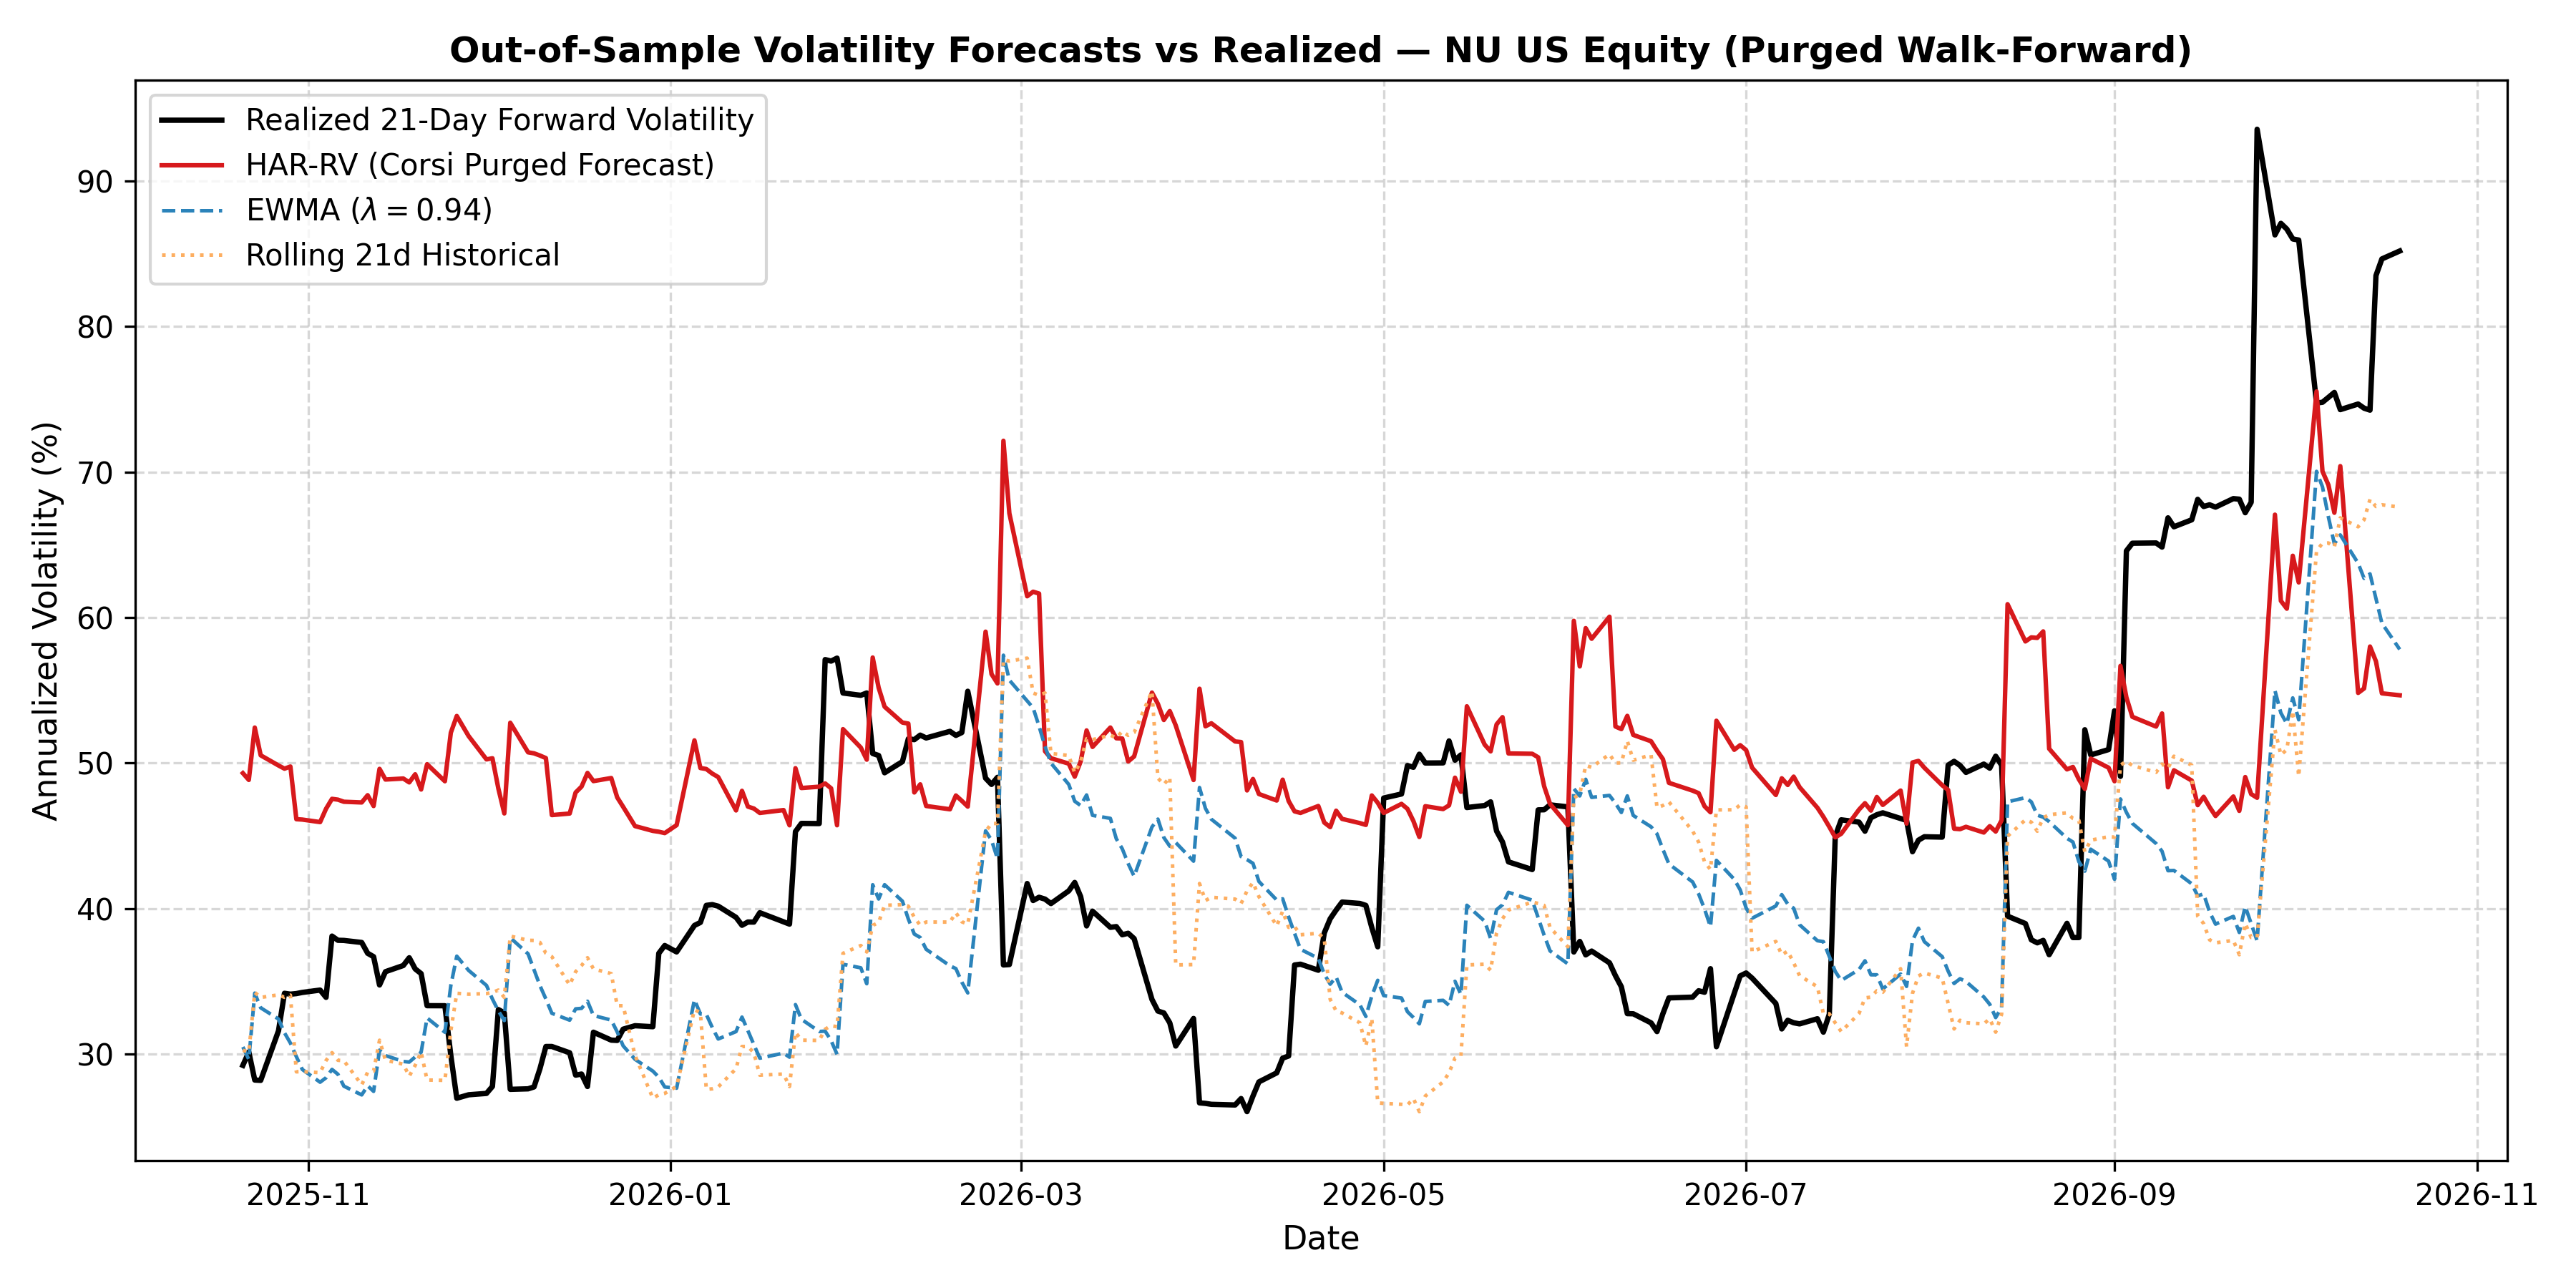 Out-of-Sample Volatility Forecasts vs Realized — NU US Equity (Purged Walk-Forward)
Realized 21-Day Forward Volatility
HAR-RV (Corsi Purged Forecast)
EWMA (λ = 0.94)
Rolling 21d Historical
Annualized Volatility (%)
90
80
70
60
50
40
30
2025-11
2026-01
2026-03
2026-05
2026-07
2026-09
2026-11
Date